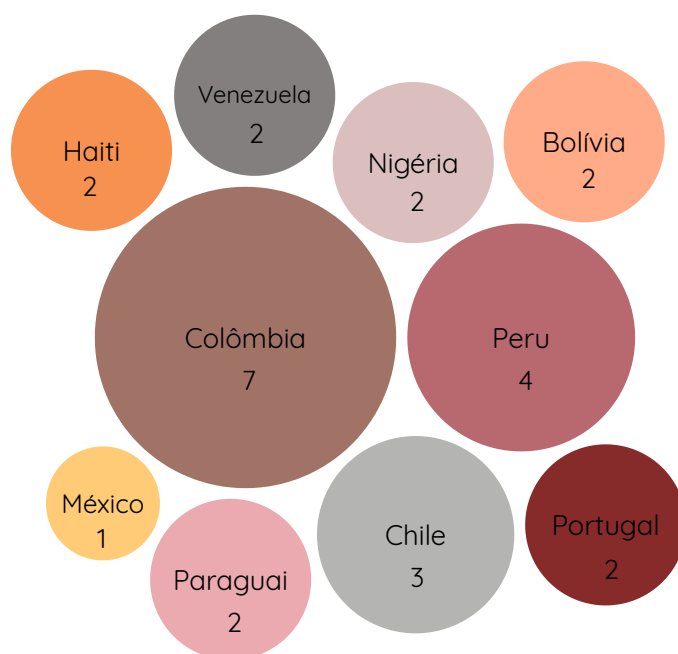 Venezuela
2
Haiti
2
Nigéria
2
Bolívia
2
Colômbia
7
Peru
4
México
1
Paraguai
2
Chile
3
Portugal
2